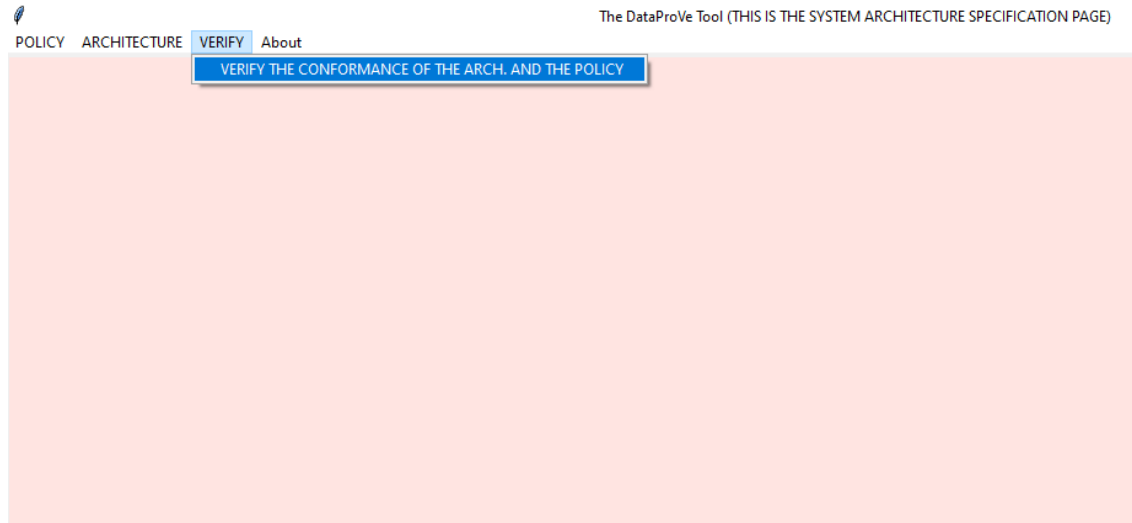 The DataProVe Tool (THIS IS THE SYSTEM ARCHITECTURE SPECIFICATION PAGE)
POLICY ARCHITECTURE VERIFY About
VERIFY THE CONFORMANCE OF THE ARCH. AND THE POLICY